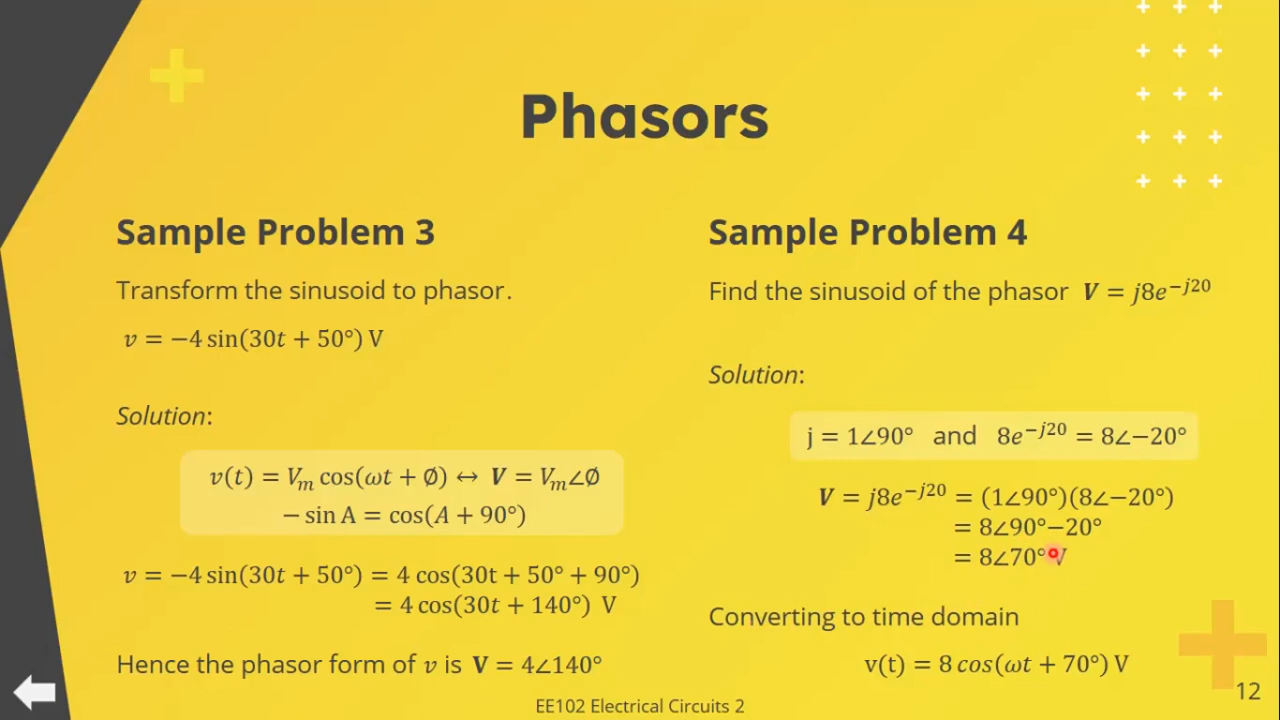 Phasors
Sample Problem 3
Transform the sinusoid to phasor.
v = −4 sin(30t + 50°) V
Solution:
v(t) = Vₘ cos(ωt + ∅) ↔ V = Vₘ∠∅
− sin A = cos(A + 90°)
v = −4 sin(30t + 50°) = 4 cos(30t + 50° + 90°)
= 4 cos(30t + 140°) V
Hence the phasor form of v is V = 4∠140°
Sample Problem 4
Find the sinusoid of the phasor V = j8e⁻ʲ²⁰
Solution:
j = 1∠90° and 8e⁻ʲ²⁰ = 8∠−20°
V = j8e⁻ʲ²⁰ = (1∠90°)(8∠−20°)
= 8∠90°−20°
= 8∠70° V
Converting to time domain
v(t) = 8 cos(ωt + 70°) V
EE102 Electrical Circuits 2
12